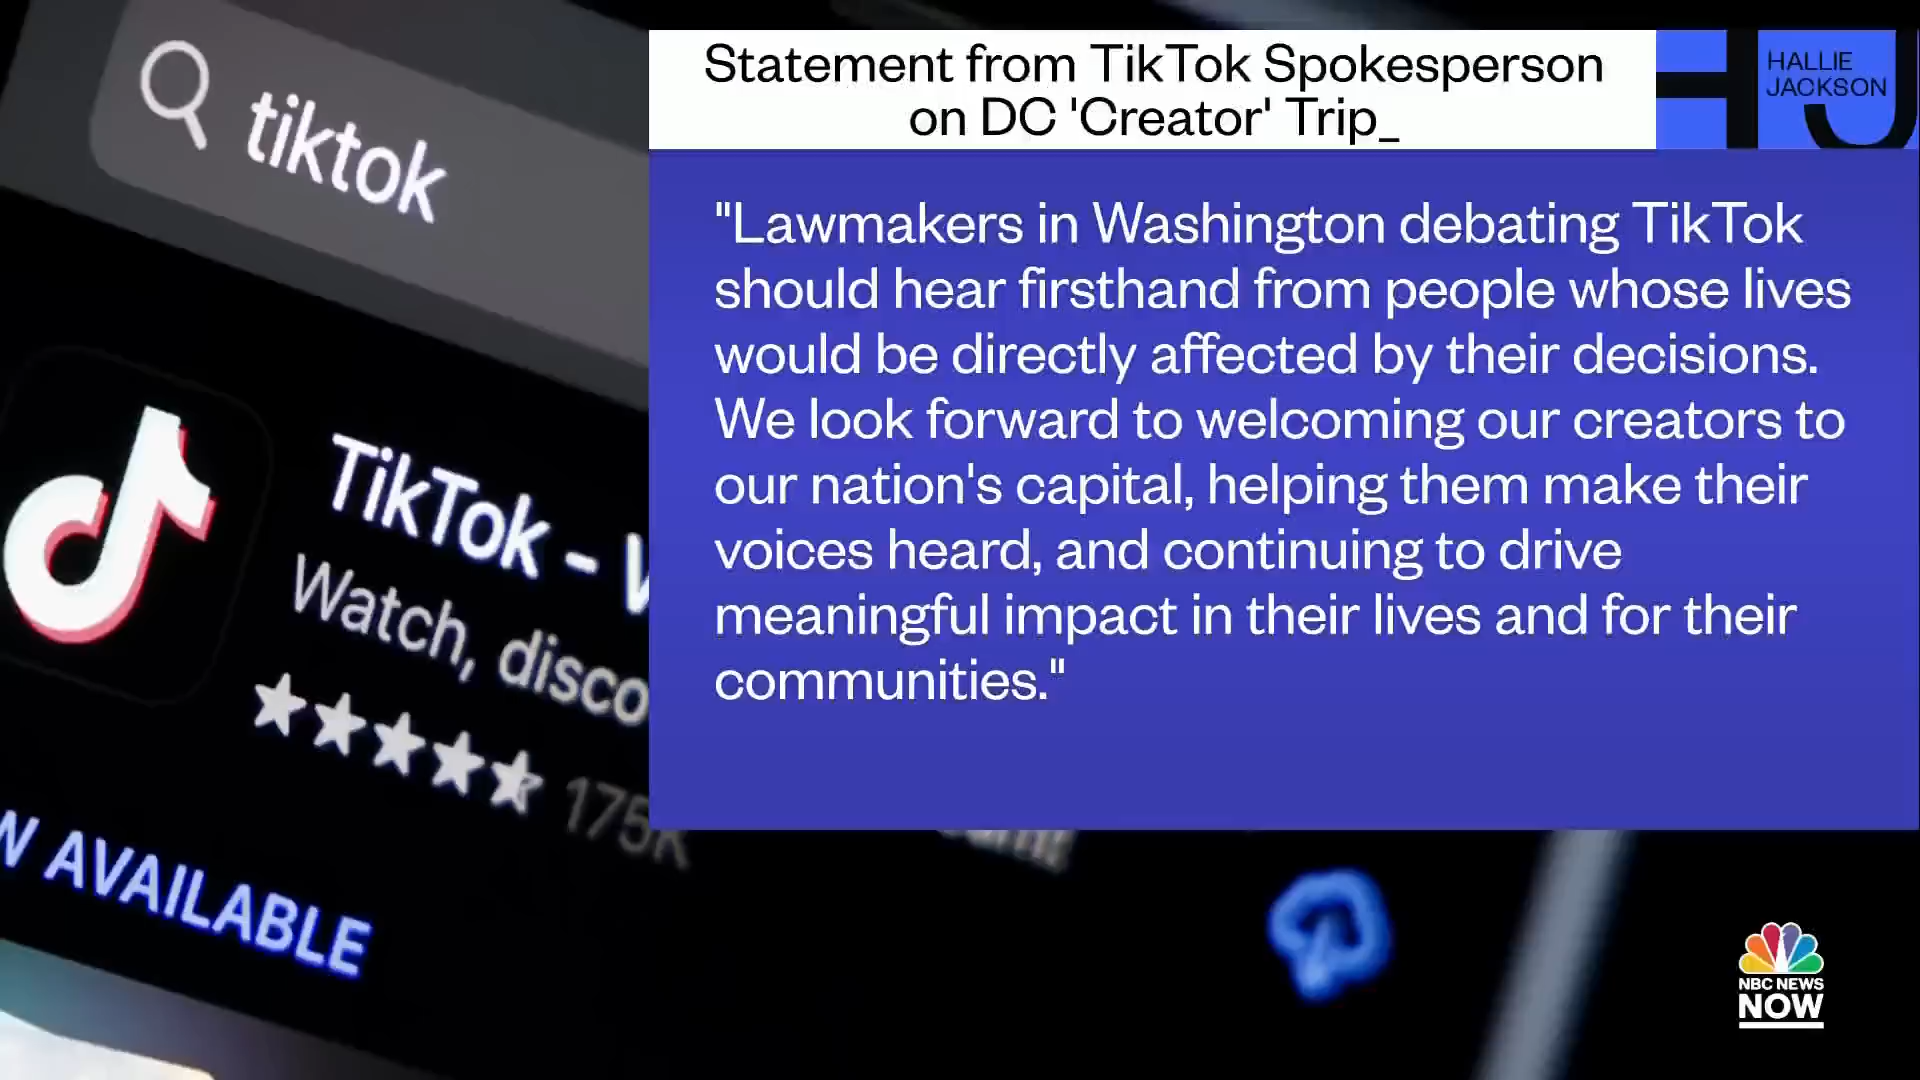 Statement from TikTok Spokesperson
on DC 'Creator' Trip_
HALLIE
JACKSON
"Lawmakers in Washington debating TikTok
should hear firsthand from people whose lives
would be directly affected by their decisions.
We look forward to welcoming our creators to
our nation's capital, helping them make their
voices heard, and continuing to drive
meaningful impact in their lives and for their
communities."
tiktok
TikTok -
Watch, disco
175K
AVAILABLE
NBC NEWS
NOW